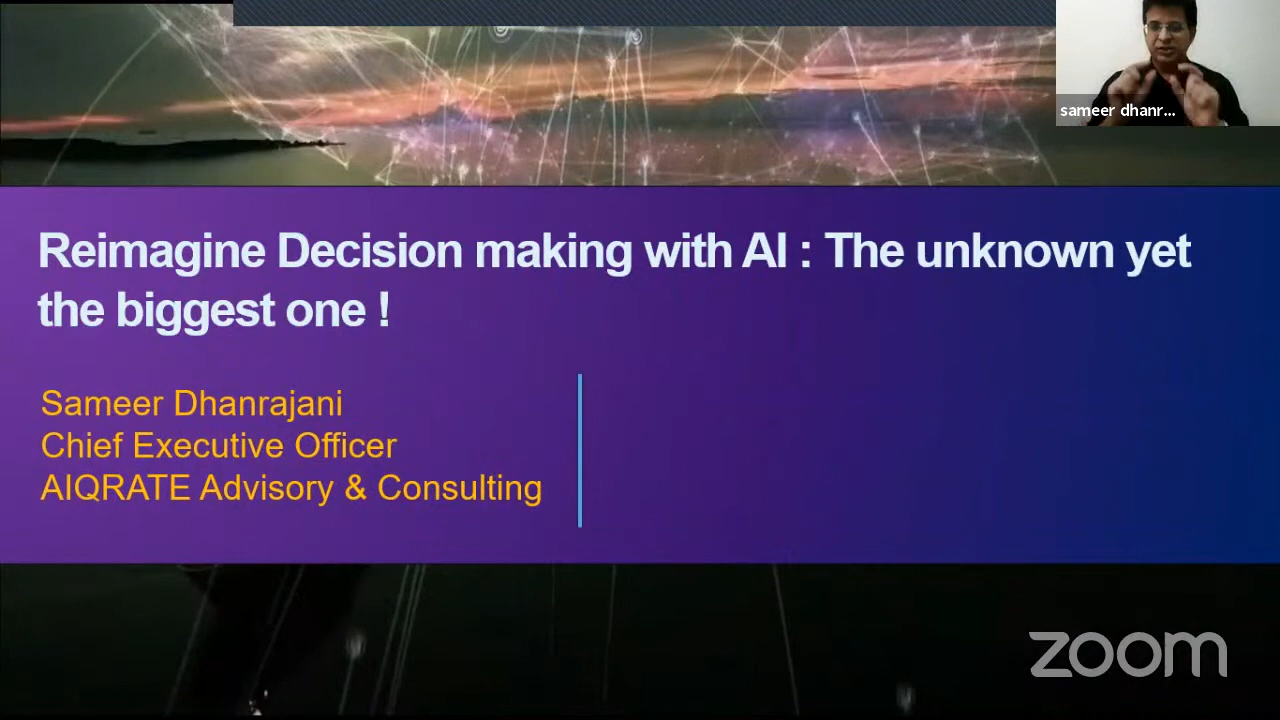 sameer dhanr...
Reimagine Decision making with AI : The unknown yet
the biggest one !
Sameer Dhanrajani
Chief Executive Officer
AIQRATE Advisory & Consulting
zoom